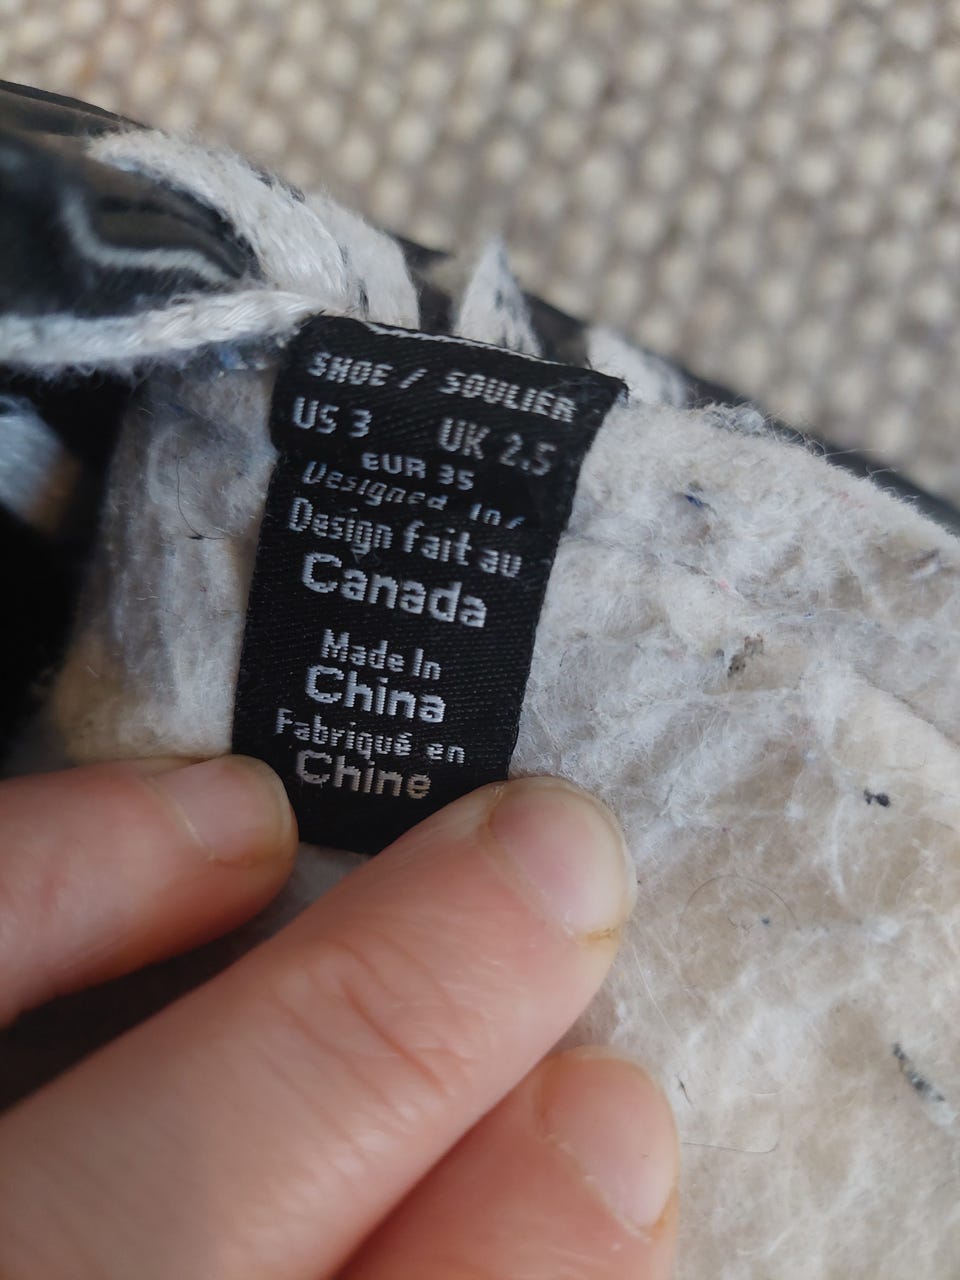 SHOE / SOULIER
US 3 UK 2.5
EUR 35
Designed in/
Design fait au
Canada
Made In
China
Fabriqué en
Chine